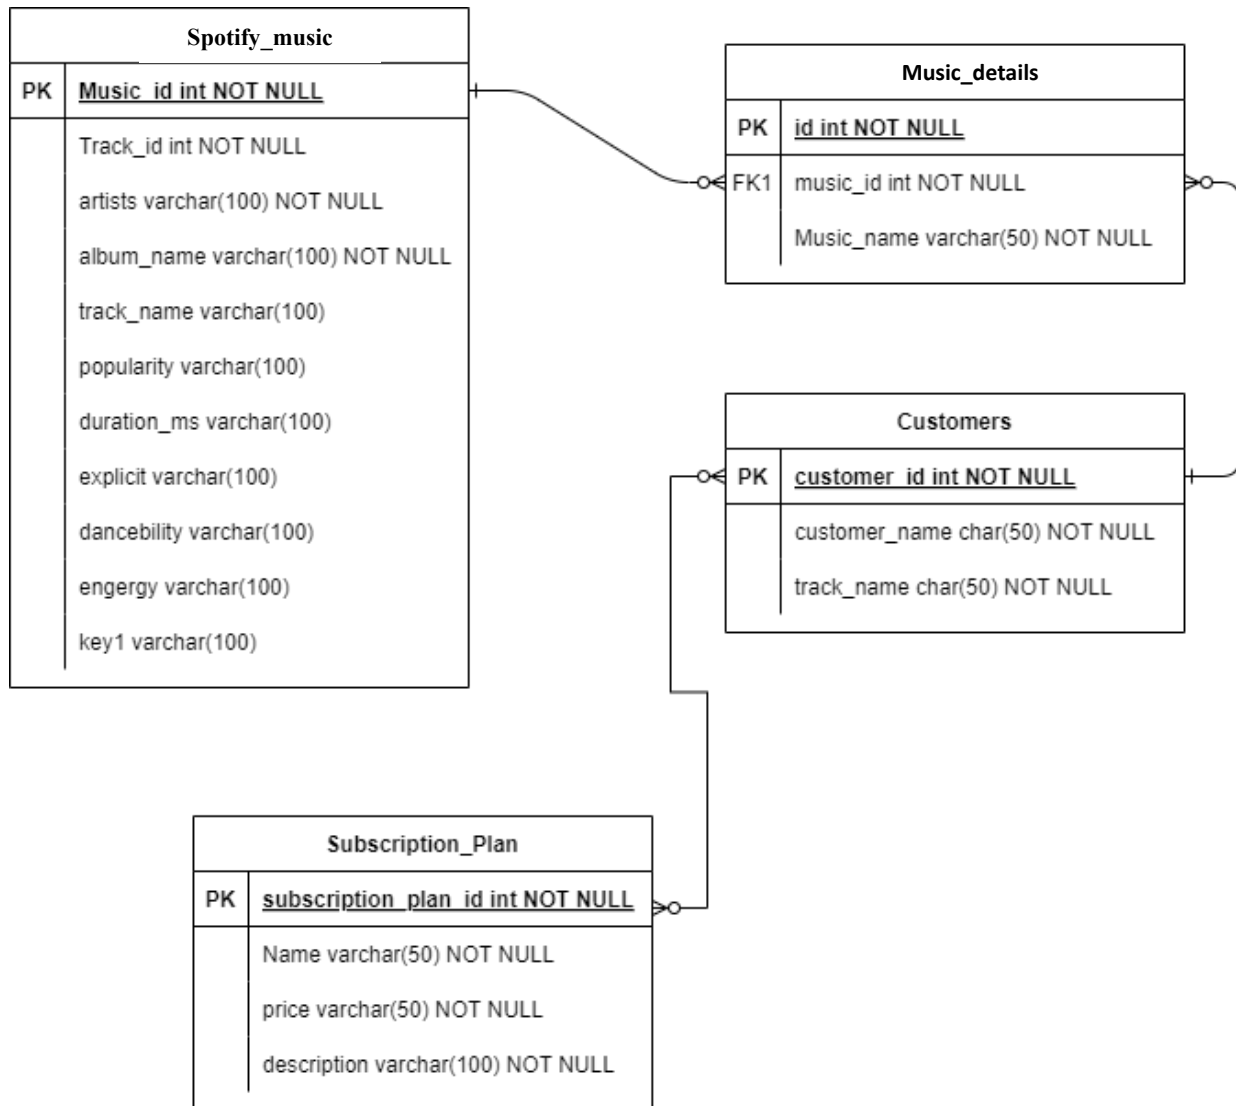 Spotify_music
PK Music_id int NOT NULL
Track_id int NOT NULL
artists varchar(100) NOT NULL
album_name varchar(100) NOT NULL
track_name varchar(100)
popularity varchar(100)
duration_ms varchar(100)
explicit varchar(100)
dancebility varchar(100)
engergy varchar(100)
key1 varchar(100)
Music_details
PK id int NOT NULL
FK1 music_id int NOT NULL
Music_name varchar(50) NOT NULL
Customers
PK customer_id int NOT NULL
customer_name char(50) NOT NULL
track_name char(50) NOT NULL
Subscription_Plan
PK subscription_plan_id int NOT NULL
Name varchar(50) NOT NULL
price varchar(50) NOT NULL
description varchar(100) NOT NULL